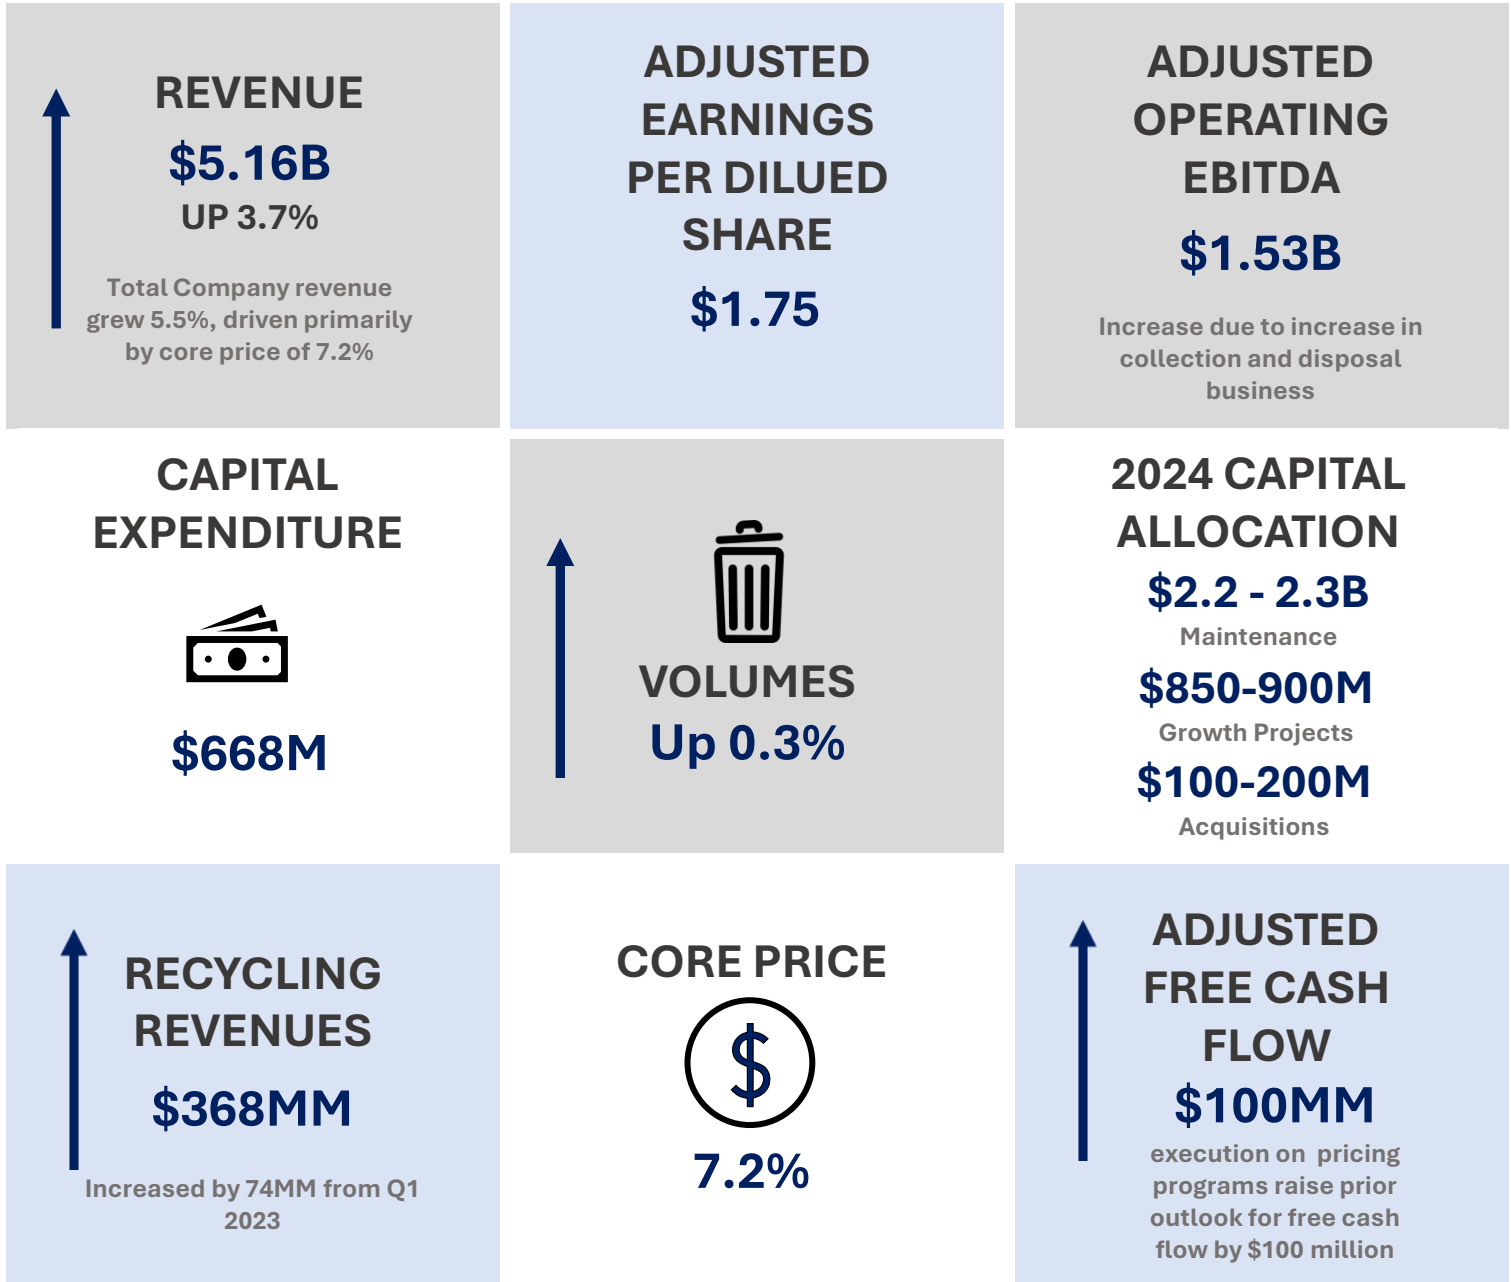 REVENUE
$5.16B
UP 3.7%
Total Company revenue
grew 5.5%, driven primarily
by core price of 7.2%
ADJUSTED
EARNINGS
PER DILUED
SHARE
$1.75
ADJUSTED
OPERATING
EBITDA
$1.53B
Increase due to increase in
collection and disposal
business
CAPITAL
EXPENDITURE
$668M
VOLUMES
Up 0.3%
2024 CAPITAL
ALLOCATION
$2.2 - 2.3B
Maintenance
$850-900M
Growth Projects
$100-200M
Acquisitions
RECYCLING
REVENUES
$368MM
Increased by 74MM from Q1
2023
CORE PRICE
$
7.2%
ADJUSTED
FREE CASH
FLOW
$100MM
execution on  pricing
programs raise prior
outlook for free cash
flow by $100 million